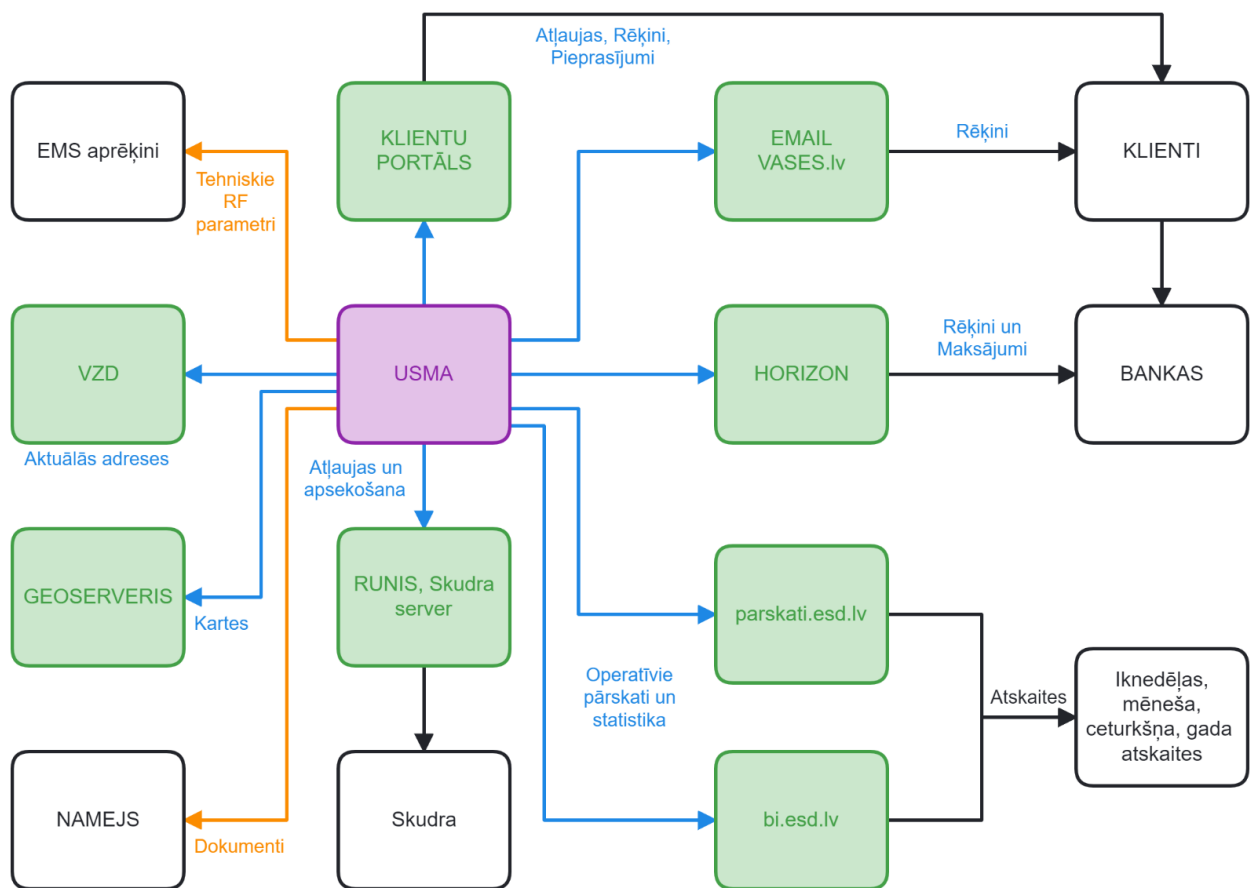 Atļaujas, Rēķini,
Pieprasījumi
EMS aprēķini
KLIENTU
PORTĀLS
EMAIL
VASES.lv
Rēķini
KLIENTI
Tehniskie
RF
parametri
VZD
USMA
HORIZON
Rēķini un
Maksājumi
BANKAS
Aktuālās adreses
Atļaujas un
apsekošana
GEOSERVERIS
Kartes
RUNIS, Skudra
server
parskati.esd.lv
Operatīvie
pārskati un
statistika
Atskaites
Iknedēļas,
mēneša,
ceturkšņa, gada
atskaites
NAMEJS
Dokumenti
Skudra
bi.esd.lv